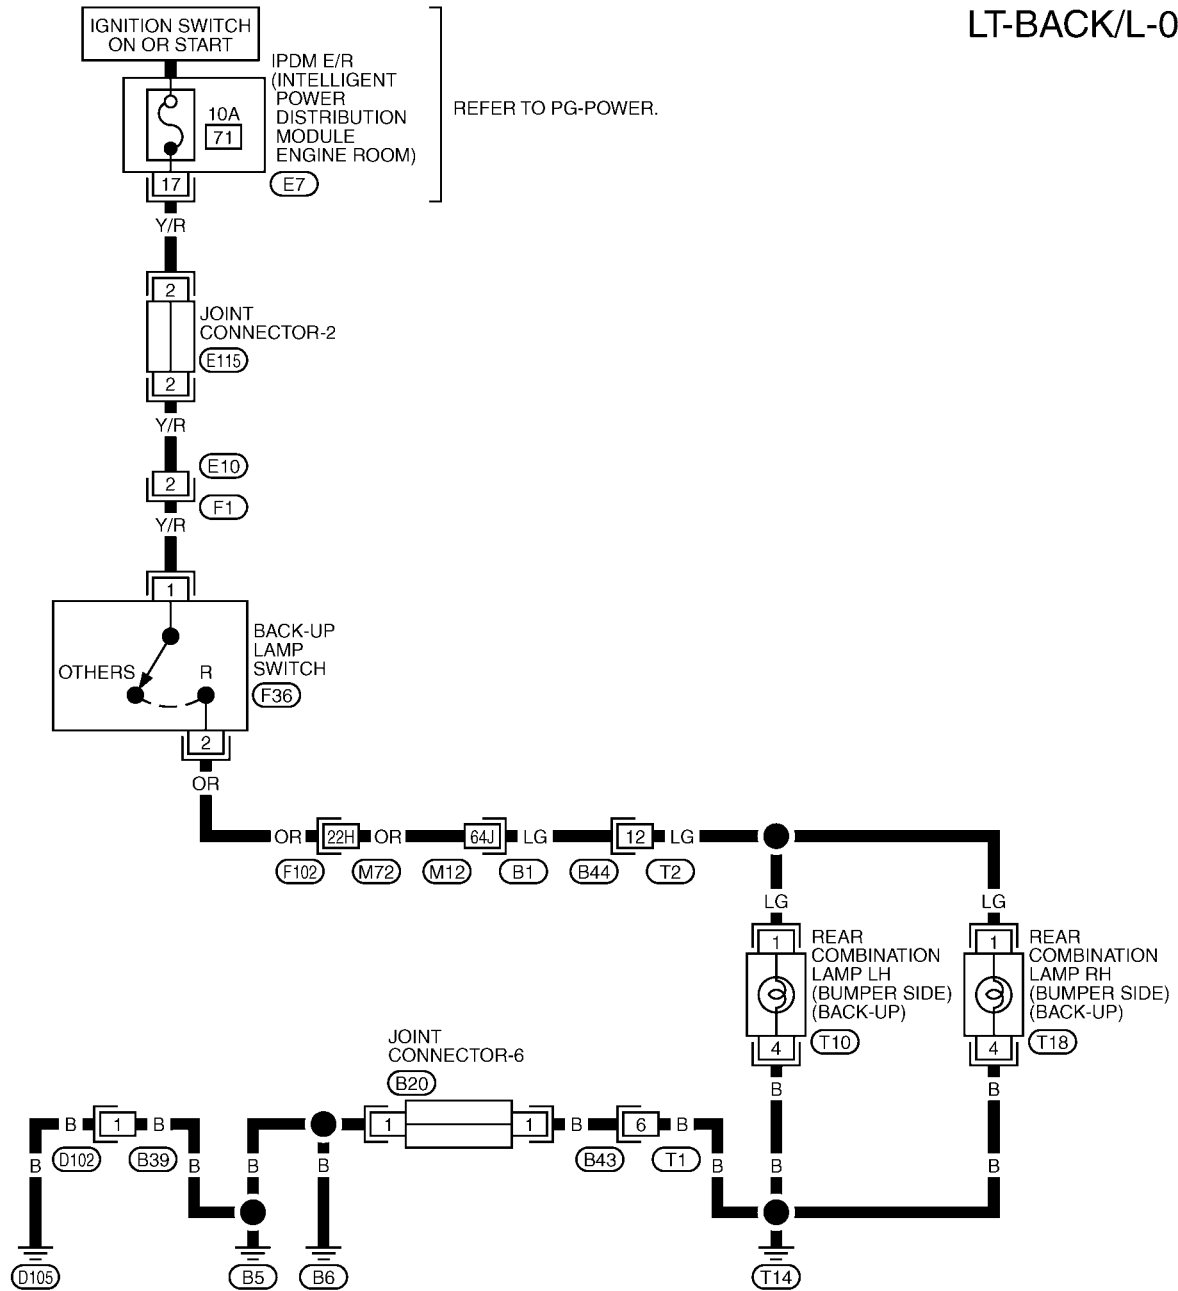 LT-BACK/L-0
IGNITION SWITCH
ON OR START
IPDM E/R
(INTELLIGENT
POWER
DISTRIBUTION
MODULE
ENGINE ROOM)
REFER TO PG-POWER.
10A
71
17
E7
Y/R
2
JOINT
CONNECTOR-2
E115
2
Y/R
E10
2
F1
Y/R
1
BACK-UP
LAMP
SWITCH
OTHERS
R
F36
2
OR
OR
22H
OR
64J
LG
12
LG
F102
M72
M12
B1
B44
T2
LG
LG
1
REAR
COMBINATION
LAMP LH
(BUMPER SIDE)
(BACK-UP)
4
T10
1
REAR
COMBINATION
LAMP RH
(BUMPER SIDE)
(BACK-UP)
4
T18
JOINT
CONNECTOR-6
B20
B
B
B
1
B
1
1
B
6
B
D102
B39
B43
T1
B
B
B
B
B
B
B
D105
B5
B6
T14